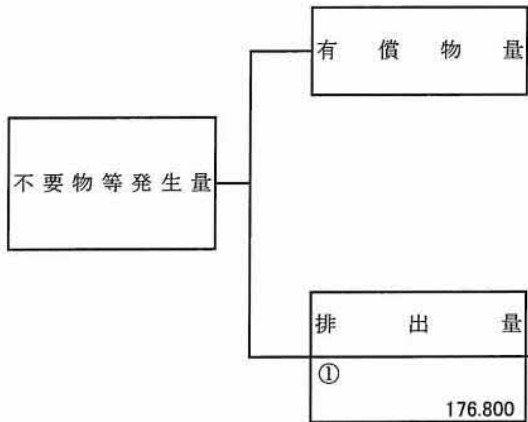 有償物量
不要物等発生量
排出量
①
176.800